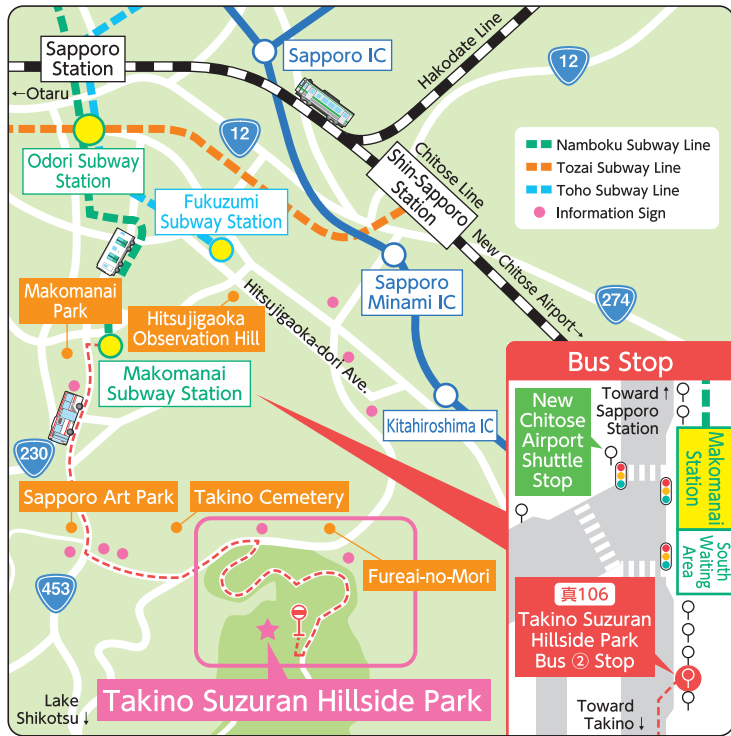 Sapporo
Station
←Otaru
Sapporo IC
Hakodate Line
12
12
Odori Subway
Station
Fukuzumi
Subway Station
Chitose Line
Shin-Sapporo
Station
New Chitose Airport→
Namboku Subway Line
Tozai Subway Line
Toho Subway Line
Information Sign
Makomanai
Park
Hitsujigaoka
Observation Hill
Hitsujigaoka-dori Ave.
Sapporo
Minami IC
274
Makomanai
Subway Station
Kitahiroshima IC
230
Sapporo Art Park
Takino Cemetery
Fureai-no-Mori
453
Takino Suzuran Hillside Park
Lake
Shikotsu ↓
Bus Stop
New
Chitose
Airport
Shuttle
Stop
Toward ↑
Sapporo
Station
Makomanai
Station
South
Waiting
Area
真106
Takino Suzuran
Hillside Park
Bus ② Stop
Toward
Takino ↓